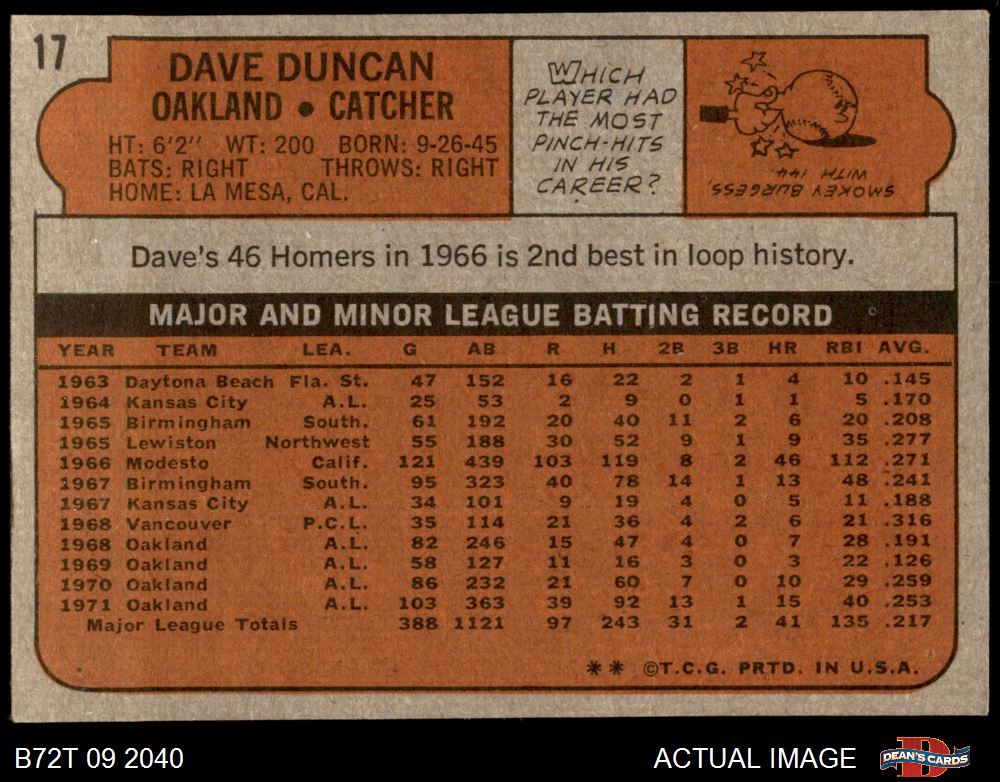 17
DAVE DUNCAN
OAKLAND • CATCHER
HT: 6'2" WT: 200 BORN: 9-26-45
BATS: RIGHT THROWS: RIGHT
HOME: LA MESA, CAL.
WHICH
PLAYER HAD
THE MOST
PINCH-HITS
IN HIS
CAREER?
SMOKEY BURGESS,
WITH 144.
Dave's 46 Homers in 1966 is 2nd best in loop history.
MAJOR AND MINOR LEAGUE BATTING RECORD
YEAR TEAM LEA. G AB R H 2B 3B HR RBI AVG.
1963 Daytona Beach Fla. St. 47 152 16 22 2 1 4 10 .145
1964 Kansas City A.L. 25 53 2 9 0 1 1 5 .170
1965 Birmingham South. 61 192 20 40 11 2 6 20 .208
1965 Lewiston Northwest 55 188 30 52 9 1 9 35 .277
1966 Modesto Calif. 121 439 103 119 8 2 46 112 .271
1967 Birmingham South. 95 323 40 78 14 1 13 48 .241
1967 Kansas City A.L. 34 101 9 19 4 0 5 11 .188
1968 Vancouver P.C.L. 35 114 21 36 4 2 6 21 .316
1968 Oakland A.L. 82 246 15 47 4 0 7 28 .191
1969 Oakland A.L. 58 127 11 16 3 0 3 22 .126
1970 Oakland A.L. 86 232 21 60 7 0 10 29 .259
1971 Oakland A.L. 103 363 39 92 13 1 15 40 .253
Major League Totals 388 1121 97 243 31 2 41 135 .217
** ©T.C.G. PRTD. IN U.S.A.
B72T 09 2040
ACTUAL IMAGE
DEAN'S CARDS